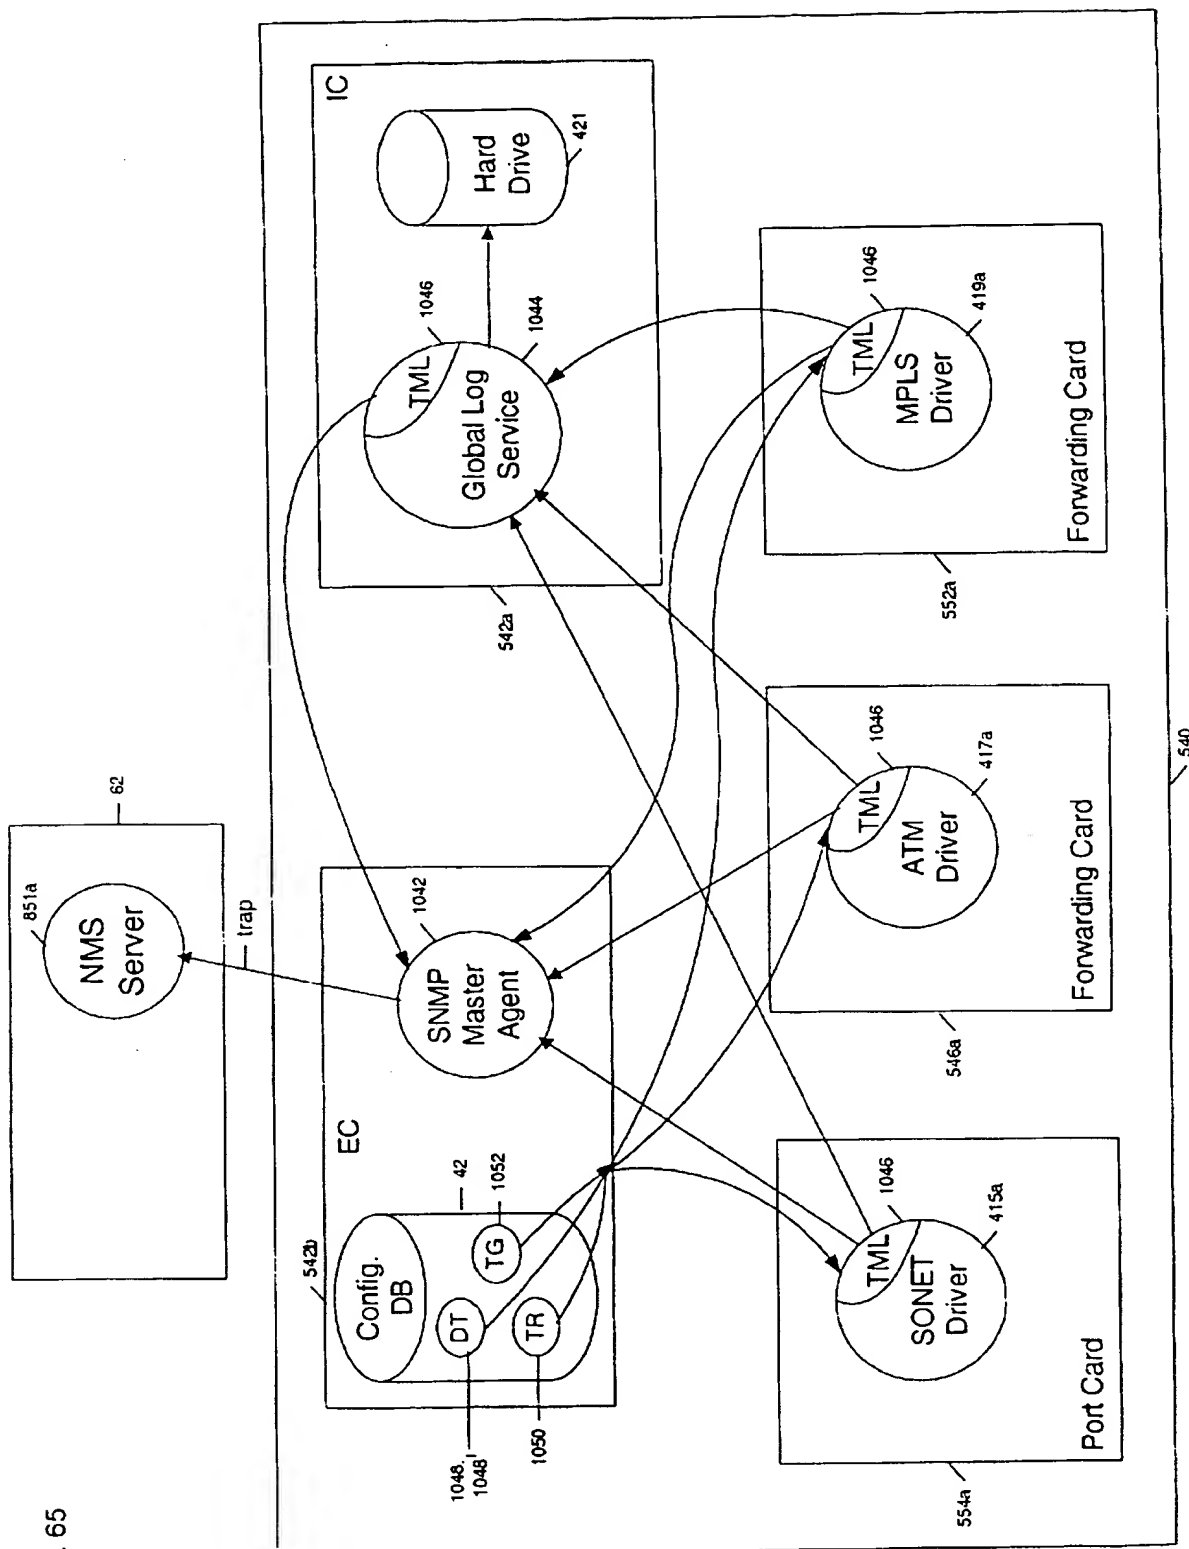 851a
NMS
Server
62
trap
542b
Config.
DB
42
DT
TG
1052
TR
1048,
1048'
1050
EC
SNMP
Master
Agent
1042
542a
IC
TML
1046
Global Log
Service
1044
Hard
Drive
421
554a
Port Card
TML
1046
SONET
Driver
415a
546a
Forwarding Card
TML
1046
ATM
Driver
417a
552a
Forwarding Card
TML
1046
MPLS
Driver
419a
540
. 65